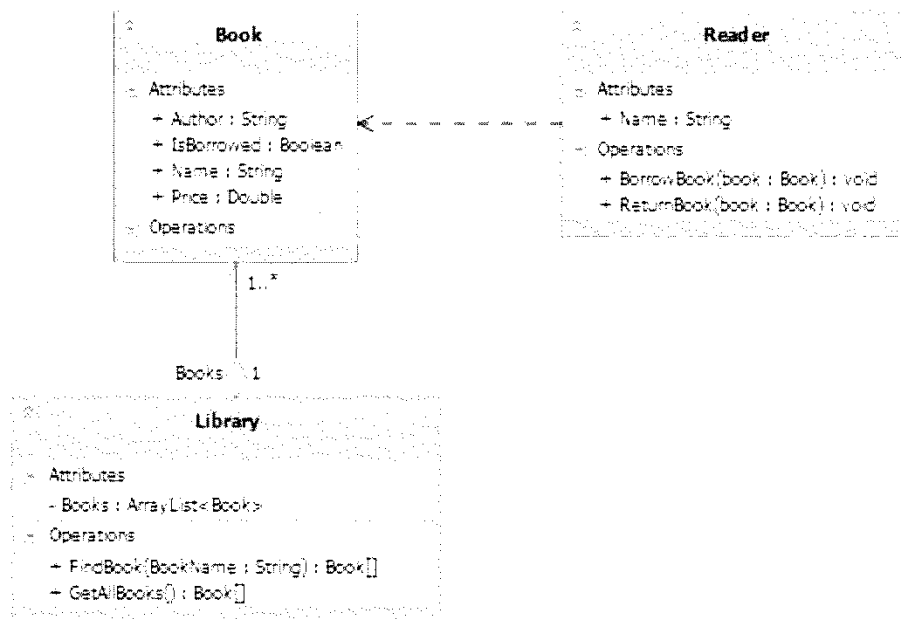 Book
Attributes
+ Author : String
+ IsBorrowed : Boolean
+ Name : String
+ Price : Double
Operations
Reader
Attributes
+ Name : String
Operations
+ BorrowBook(book : Book) : void
+ ReturnBook(book : Book) : void
1..*
Books 1
Library
Attributes
- Books : ArrayList<Book>
Operations
+ FindBook(BookName : String) : Book[]
+ GetAllBooks() : Book[]